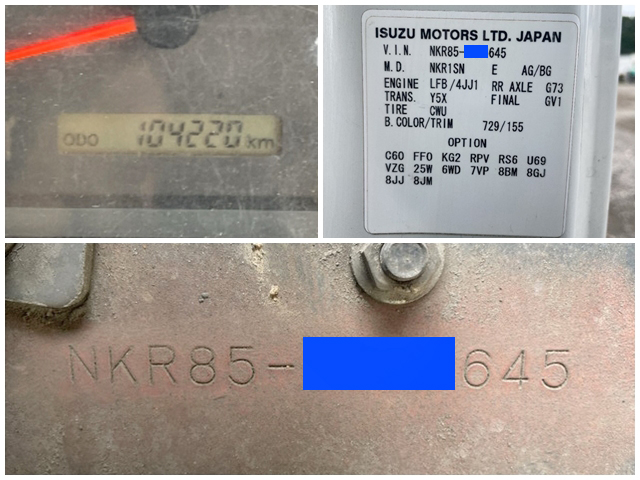 ODO 104220 km
ISUZU MOTORS LTD. JAPAN
V.I.N. NKR85- 645
M.D. NKR1SN E AG/BG
ENGINE LFB/4JJ1 RR AXLE G73
TRANS. Y5X FINAL GV1
TIRE CWU
B.COLOR/TRIM 729/155
OPTION
C60 FF0 KG2 RPV RS6 U69
VZG 25W 6WD 7VP 8BM 8GJ
8JJ 8JM
NKR85- 645